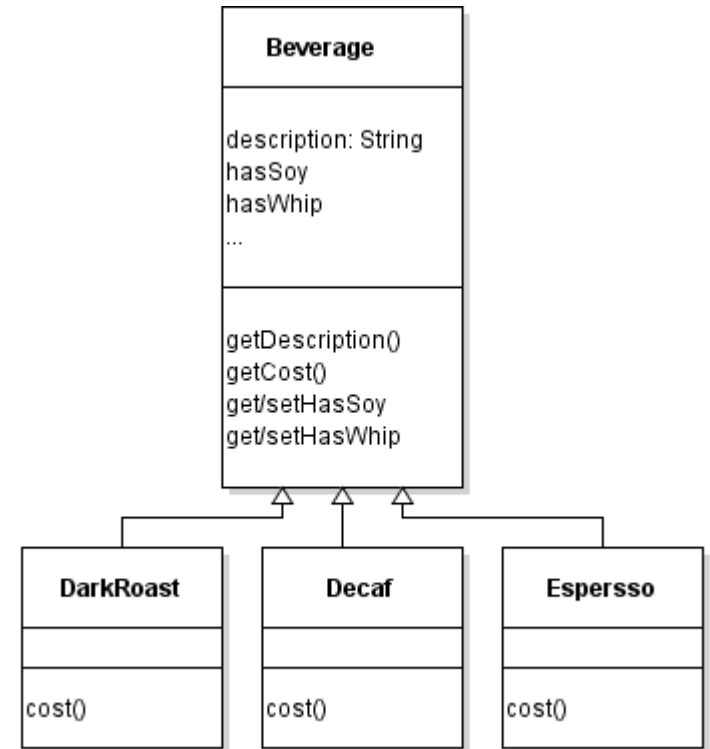 Beverage
description: String
hasSoy
hasWhip
...
getDescription()
getCost()
get/setHasSoy
get/setHasWhip
DarkRoast
cost()
Decaf
cost()
Espersso
cost()